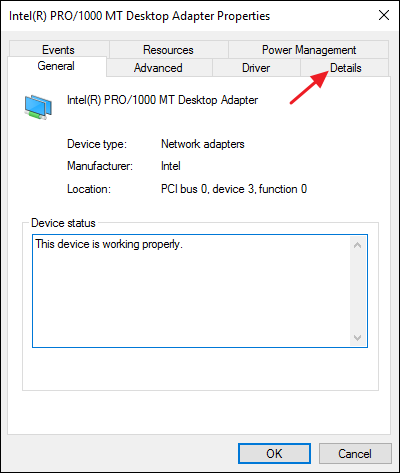 Intel(R) PRO/1000 MT Desktop Adapter Properties
Events Resources Power Management
General Advanced Driver Details
Intel(R) PRO/1000 MT Desktop Adapter
Device type: Network adapters
Manufacturer: Intel
Location: PCI bus 0, device 3, function 0
Device status
This device is working properly.
OK Cancel